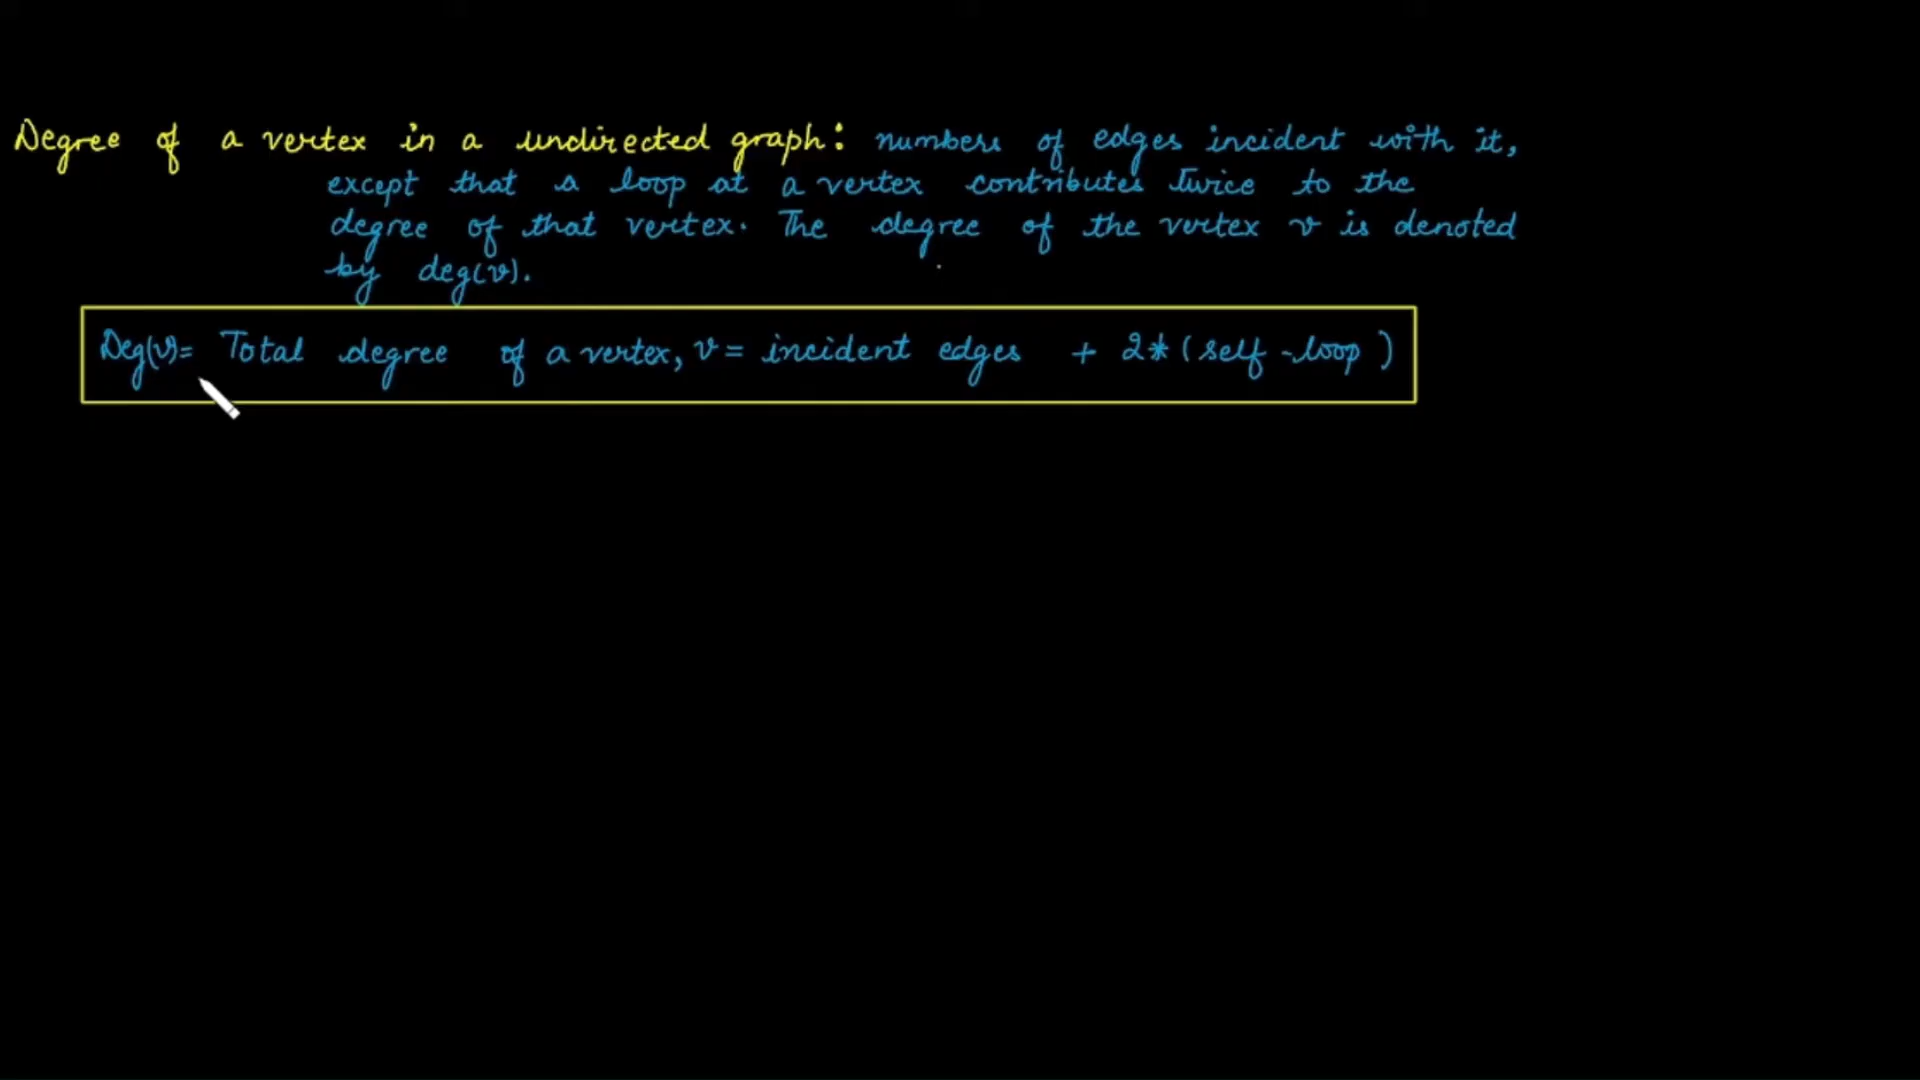 Degree of a vertex in a undirected graph: numbers of edges incident with it,
except that a loop at a vertex contributes twice to the
degree of that vertex. The degree of the vertex v is denoted
by deg(v).
Deg(v)= Total degree of a vertex, v = incident edges + 2*(self-loop)